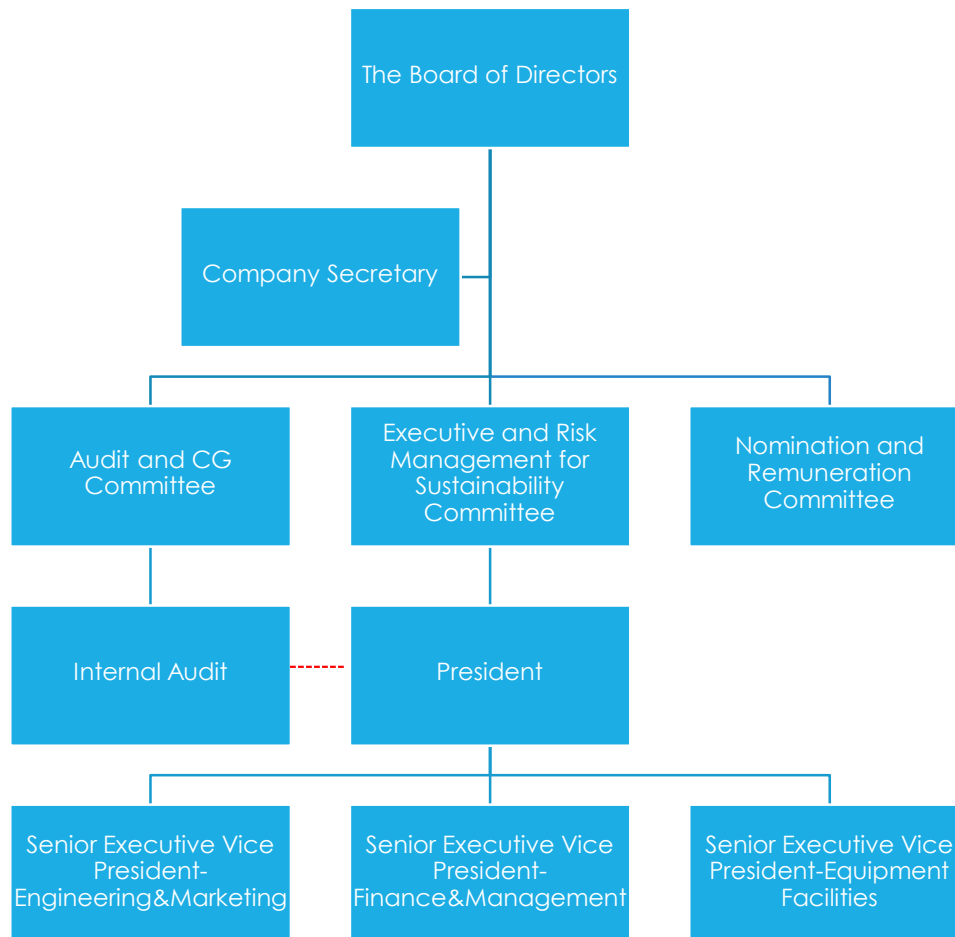 The Board of Directors
Company Secretary
Audit and CG
Committee
Executive and Risk
Management for
Sustainability
Committee
Nomination and
Remuneration
Committee
Internal Audit
President
Senior Executive Vice
President-
Engineering&Marketing
Senior Executive Vice
President-
Finance&Management
Senior Executive Vice
President-Equipment
Facilities